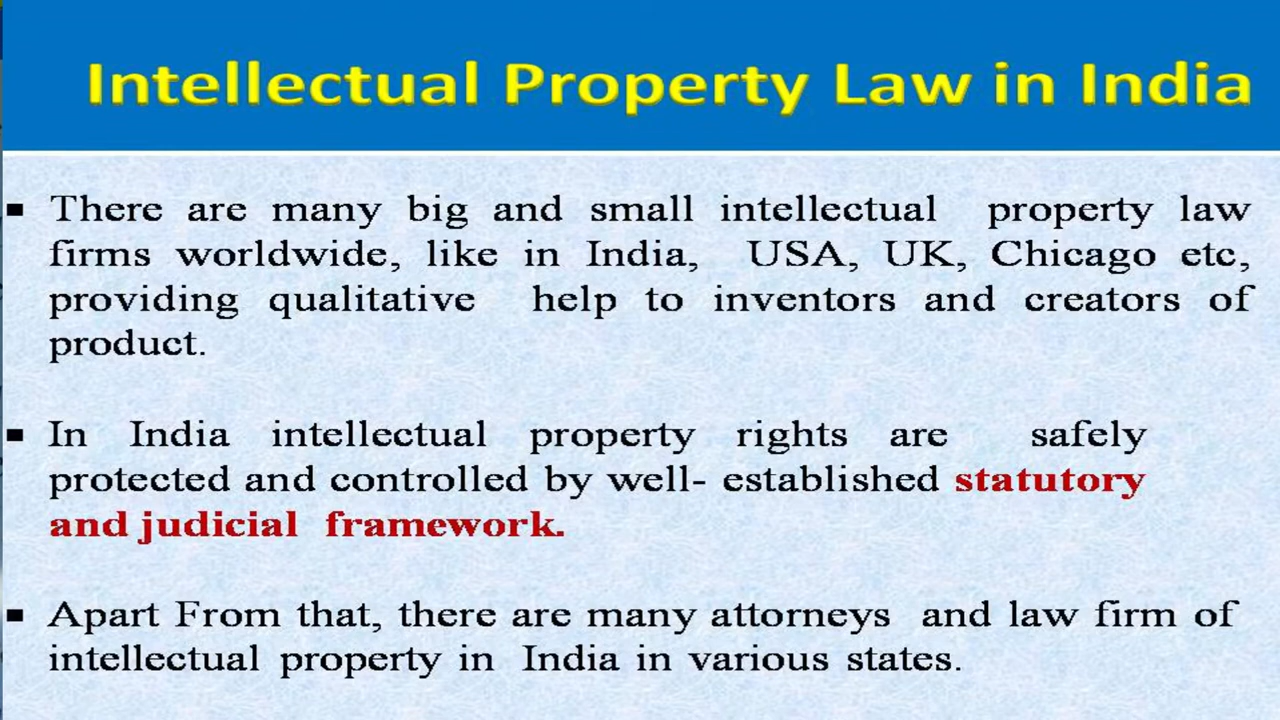 Intellectual Property Law in India
▪ There are many big and small intellectual property law
firms worldwide, like in India, USA, UK, Chicago etc,
providing qualitative help to inventors and creators of
product.
▪ In India intellectual property rights are safely
protected and controlled by well- established statutory
and judicial framework.
▪ Apart From that, there are many attorneys and law firm of
intellectual property in India in various states.